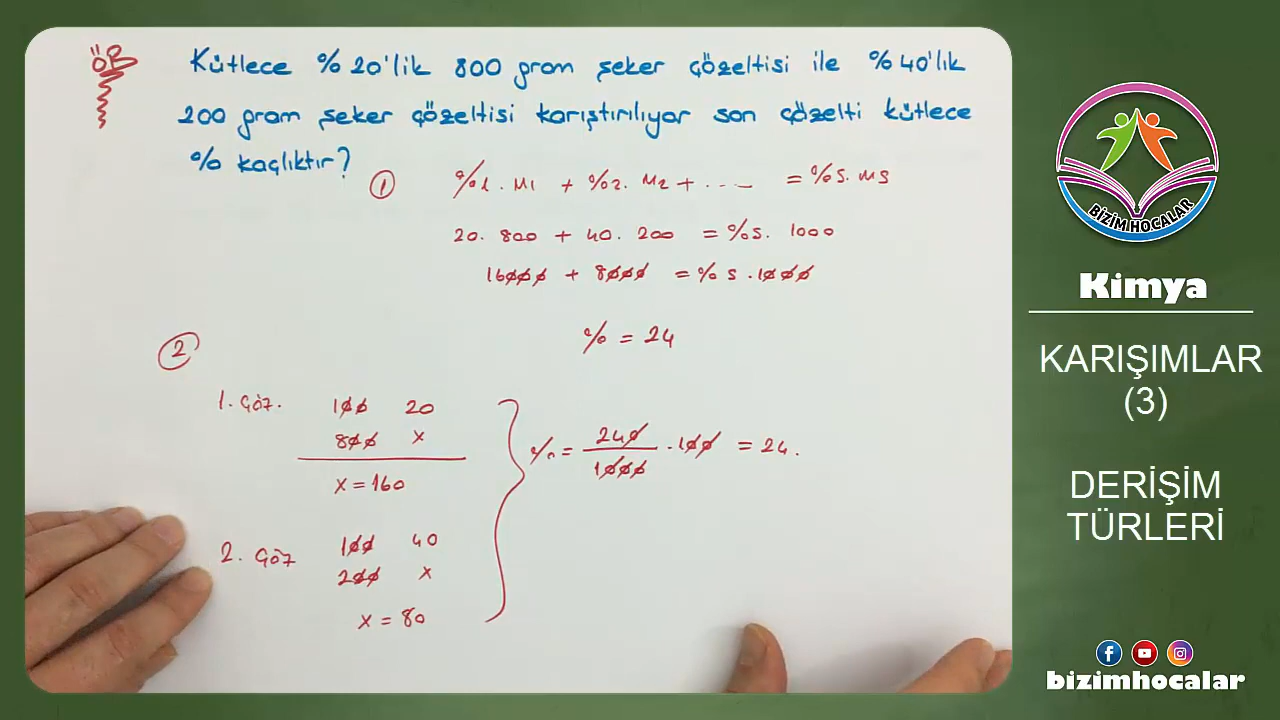 ÖR
Kütlece %20'lik 800 gram şeker çözeltisi ile %40'lık
200 gram şeker çözeltisi karıştırılıyor son çözelti kütlece
% kaçlıktır?
1 %1.M1 + %2.M2 + .... = %S.MS
20.800 + 40.200 = %S.1000
16000 + 8000 = %S.1000
% = 24
2
1. Çöz. 100 20
800 x
x = 160
% = 240/1000 . 100 = 24.
2. Çöz 100 40
200 x
x = 80
BİZİM HOCALAR
Kimya
KARIŞIMLAR
(3)
DERİŞİM
TÜRLERİ
bizimhocalar